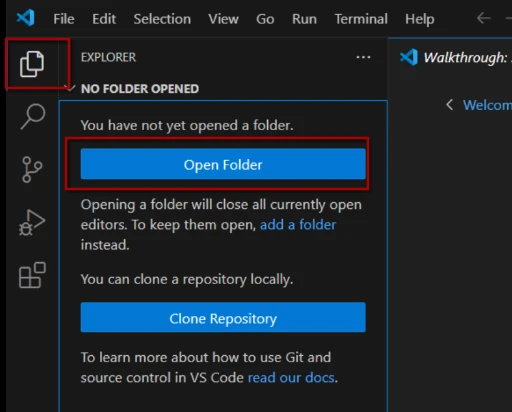 File Edit Selection View Go Run Terminal Help
EXPLORER
Walkthrough:
NO FOLDER OPENED
Welcom
You have not yet opened a folder.
Open Folder
Opening a folder will close all currently open
editors. To keep them open, add a folder
instead.
You can clone a repository locally.
Clone Repository
To learn more about how to use Git and
source control in VS Code read our docs.